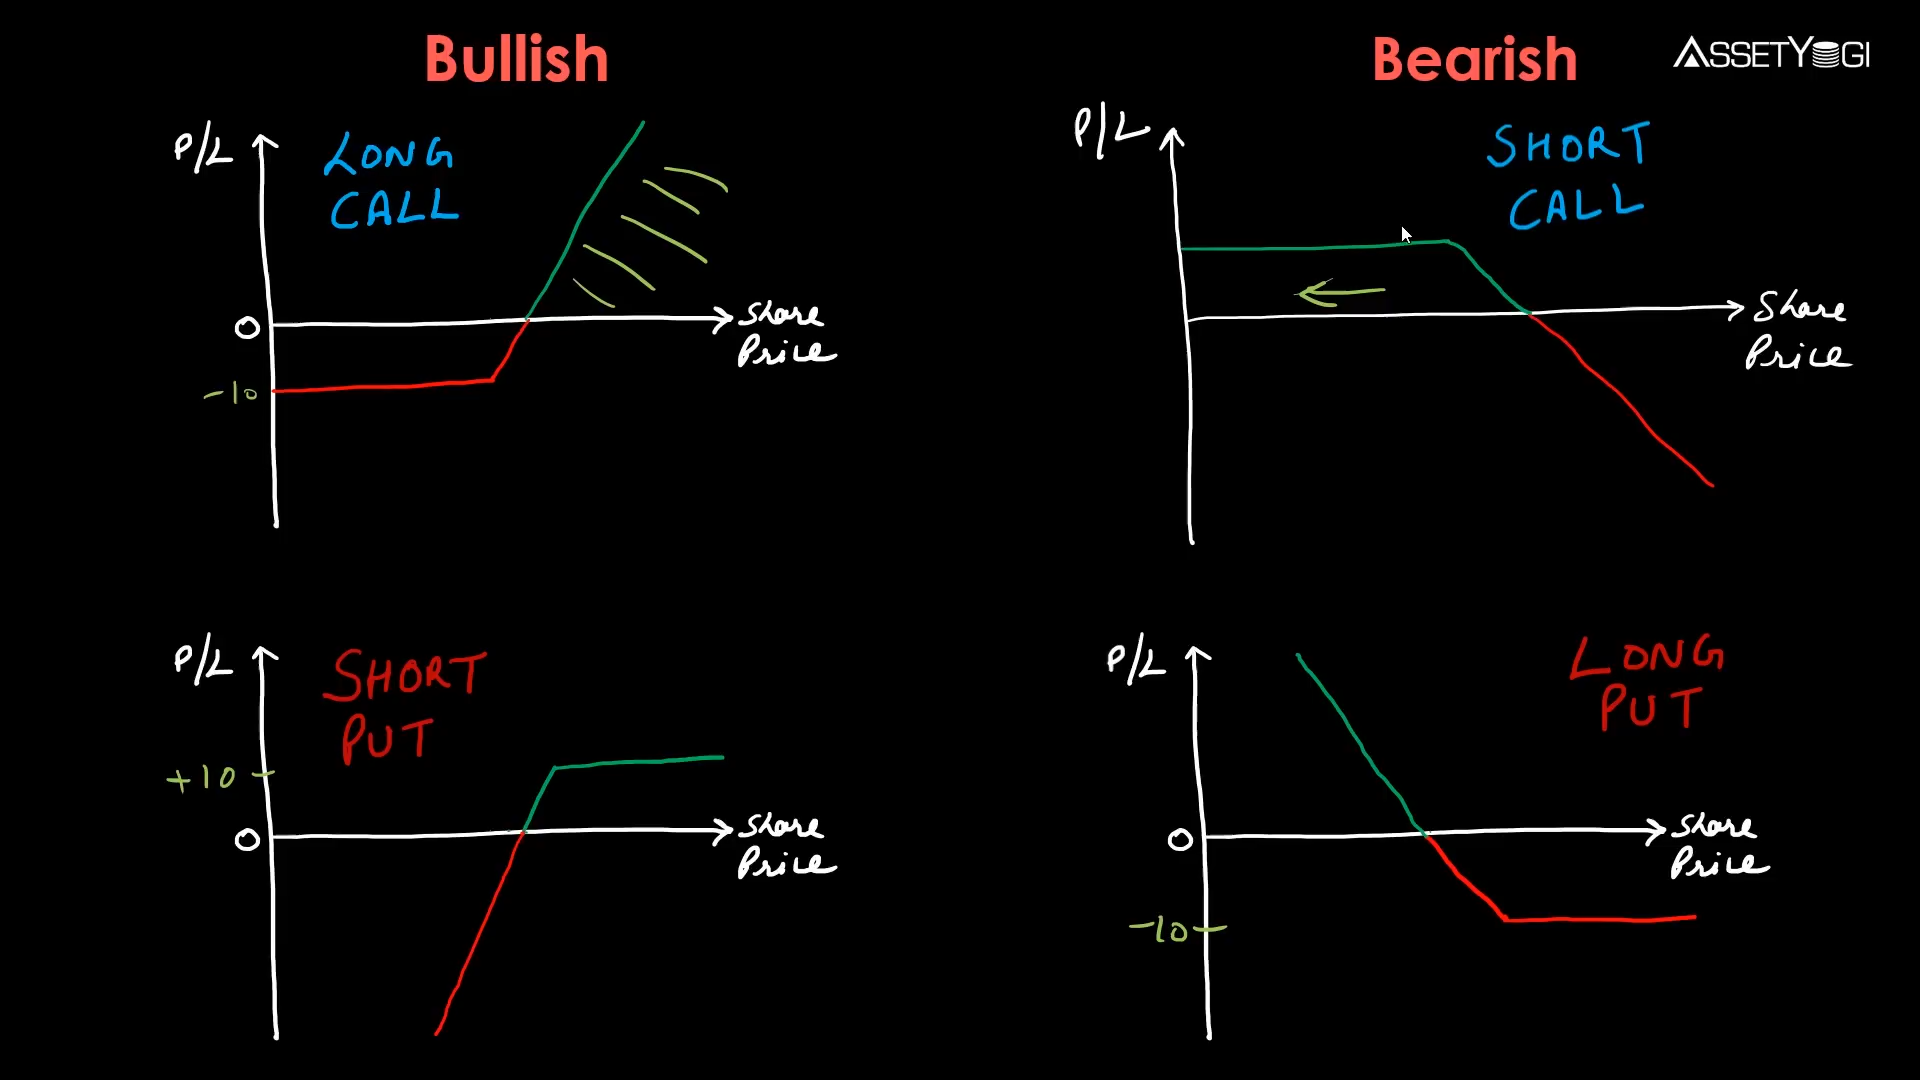 Bullish
Bearish
ASSETYOGI
P/L
LONG
CALL
0
-10
Share
Price
P/L
SHORT
CALL
Share
Price
P/L
SHORT
PUT
+10
0
Share
Price
P/L
LONG
PUT
0
-10
Share
Price